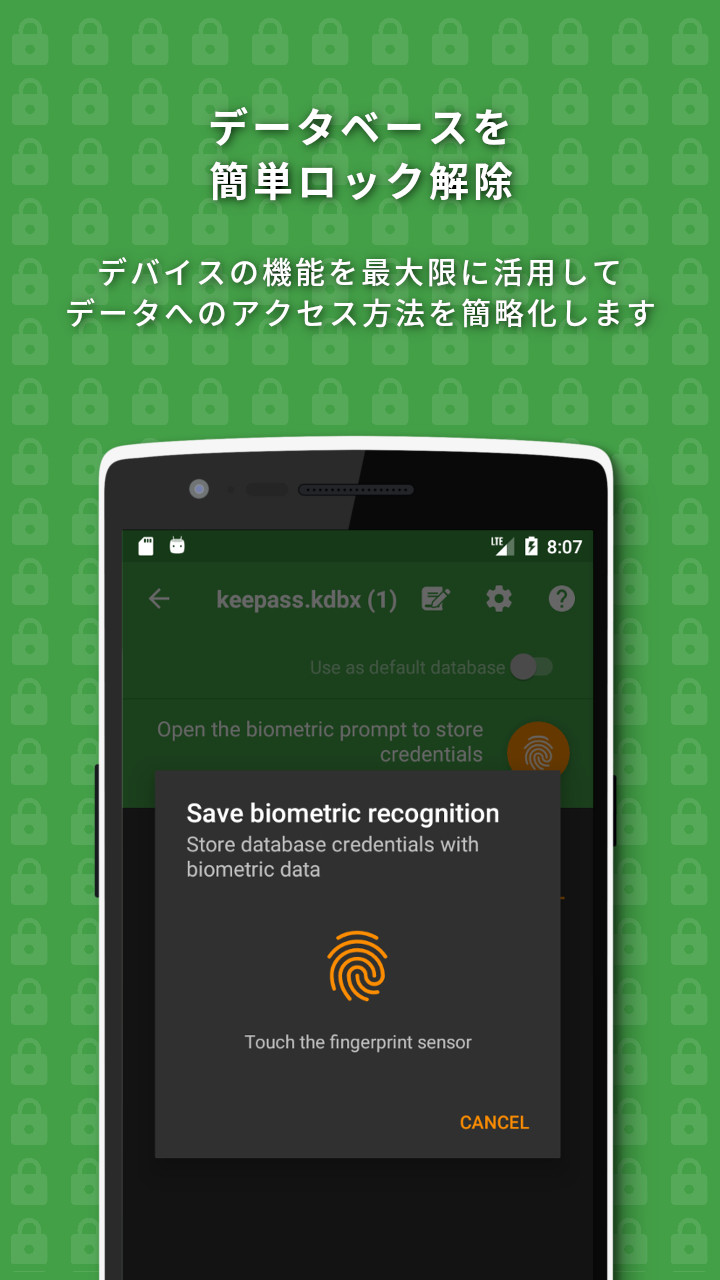 データベースを
簡単ロック解除
デバイスの機能を最大限に活用して
データへのアクセス方法を簡略化します
LTE 8:07
keepass.kdbx (1)
Use as default database
Open the biometric prompt to store
credentials
Save biometric recognition
Store database credentials with
biometric data
Touch the fingerprint sensor
CANCEL